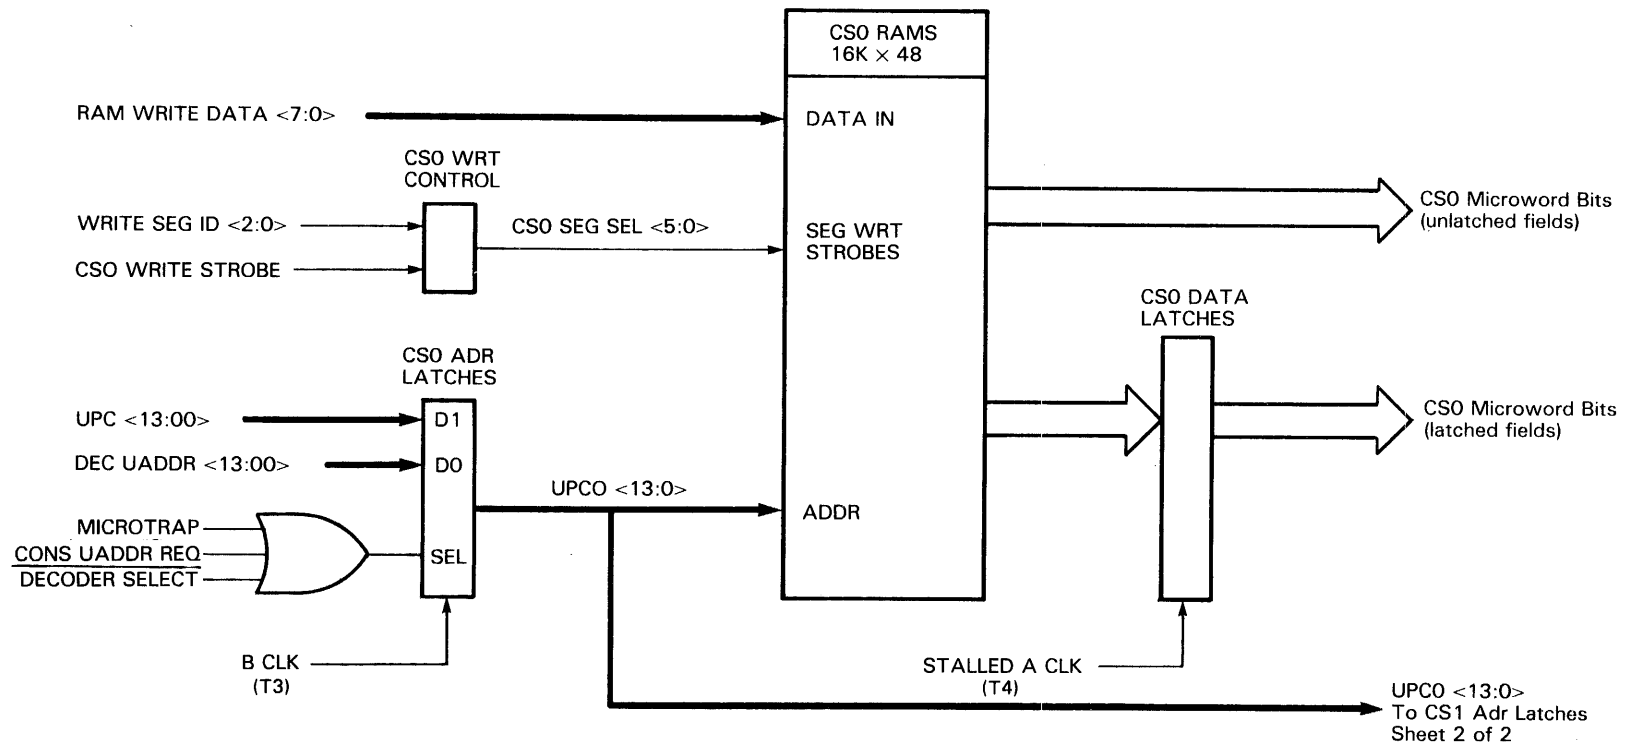 CS0 RAMS
16K × 48
RAM WRITE DATA <7:0>
DATA IN
CS0 WRT
CONTROL
WRITE SEG ID <2:0>
CS0 SEG SEL <5:0>
SEG WRT
STROBES
CS0 WRITE STROBE
CS0 Microword Bits
(unlatched fields)
CS0 DATA
LATCHES
CS0 ADR
LATCHES
UPC <13:00>
D1
DEC UADDR <13:00>
D0
CS0 Microword Bits
(latched fields)
UPC0 <13:0>
ADDR
MICROTRAP
CONS UADDR REQ
DECODER SELECT
SEL
B CLK
(T3)
STALLED A CLK
(T4)
UPC0 <13:0>
To CS1 Adr Latches
Sheet 2 of 2